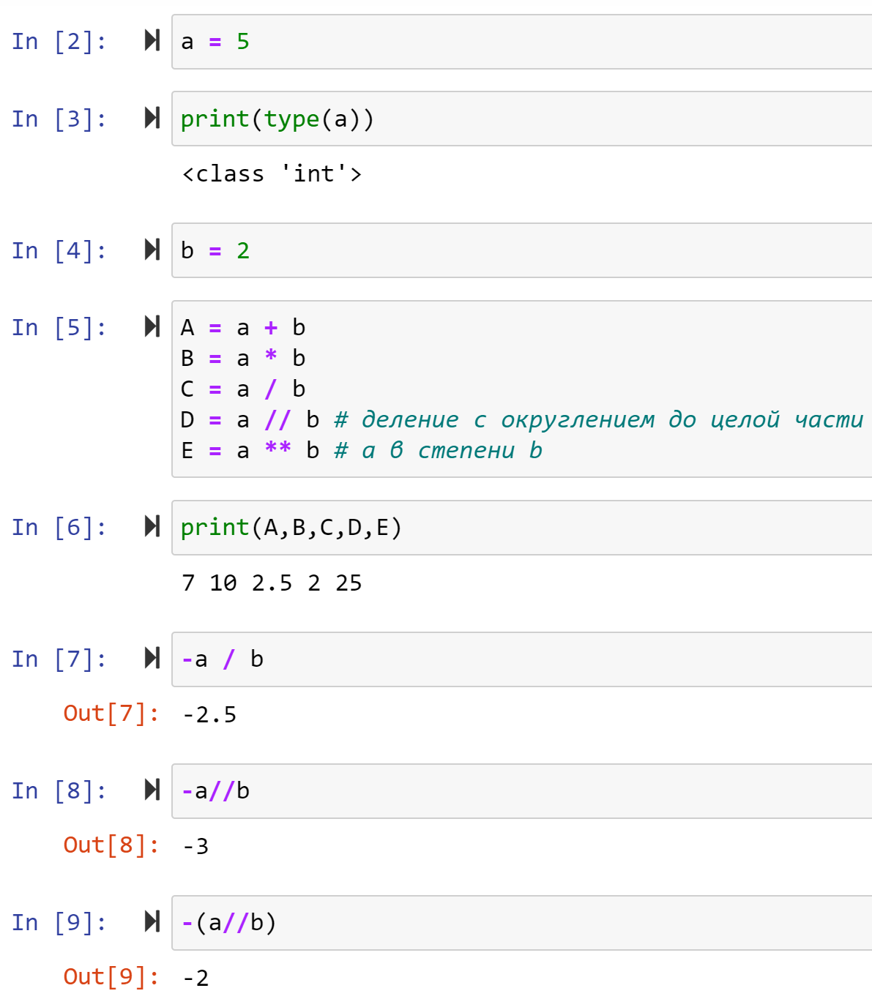 In [2]: a = 5
In [3]: print(type(a))
<class 'int'>
In [4]: b = 2
In [5]: A = a + b
B = a * b
C = a / b
D = a // b # деление с округлением до целой части
E = a ** b # a в степени b
In [6]: print(A,B,C,D,E)
7 10 2.5 2 25
In [7]: -a / b
Out[7]: -2.5
In [8]: -a//b
Out[8]: -3
In [9]: -(a//b)
Out[9]: -2